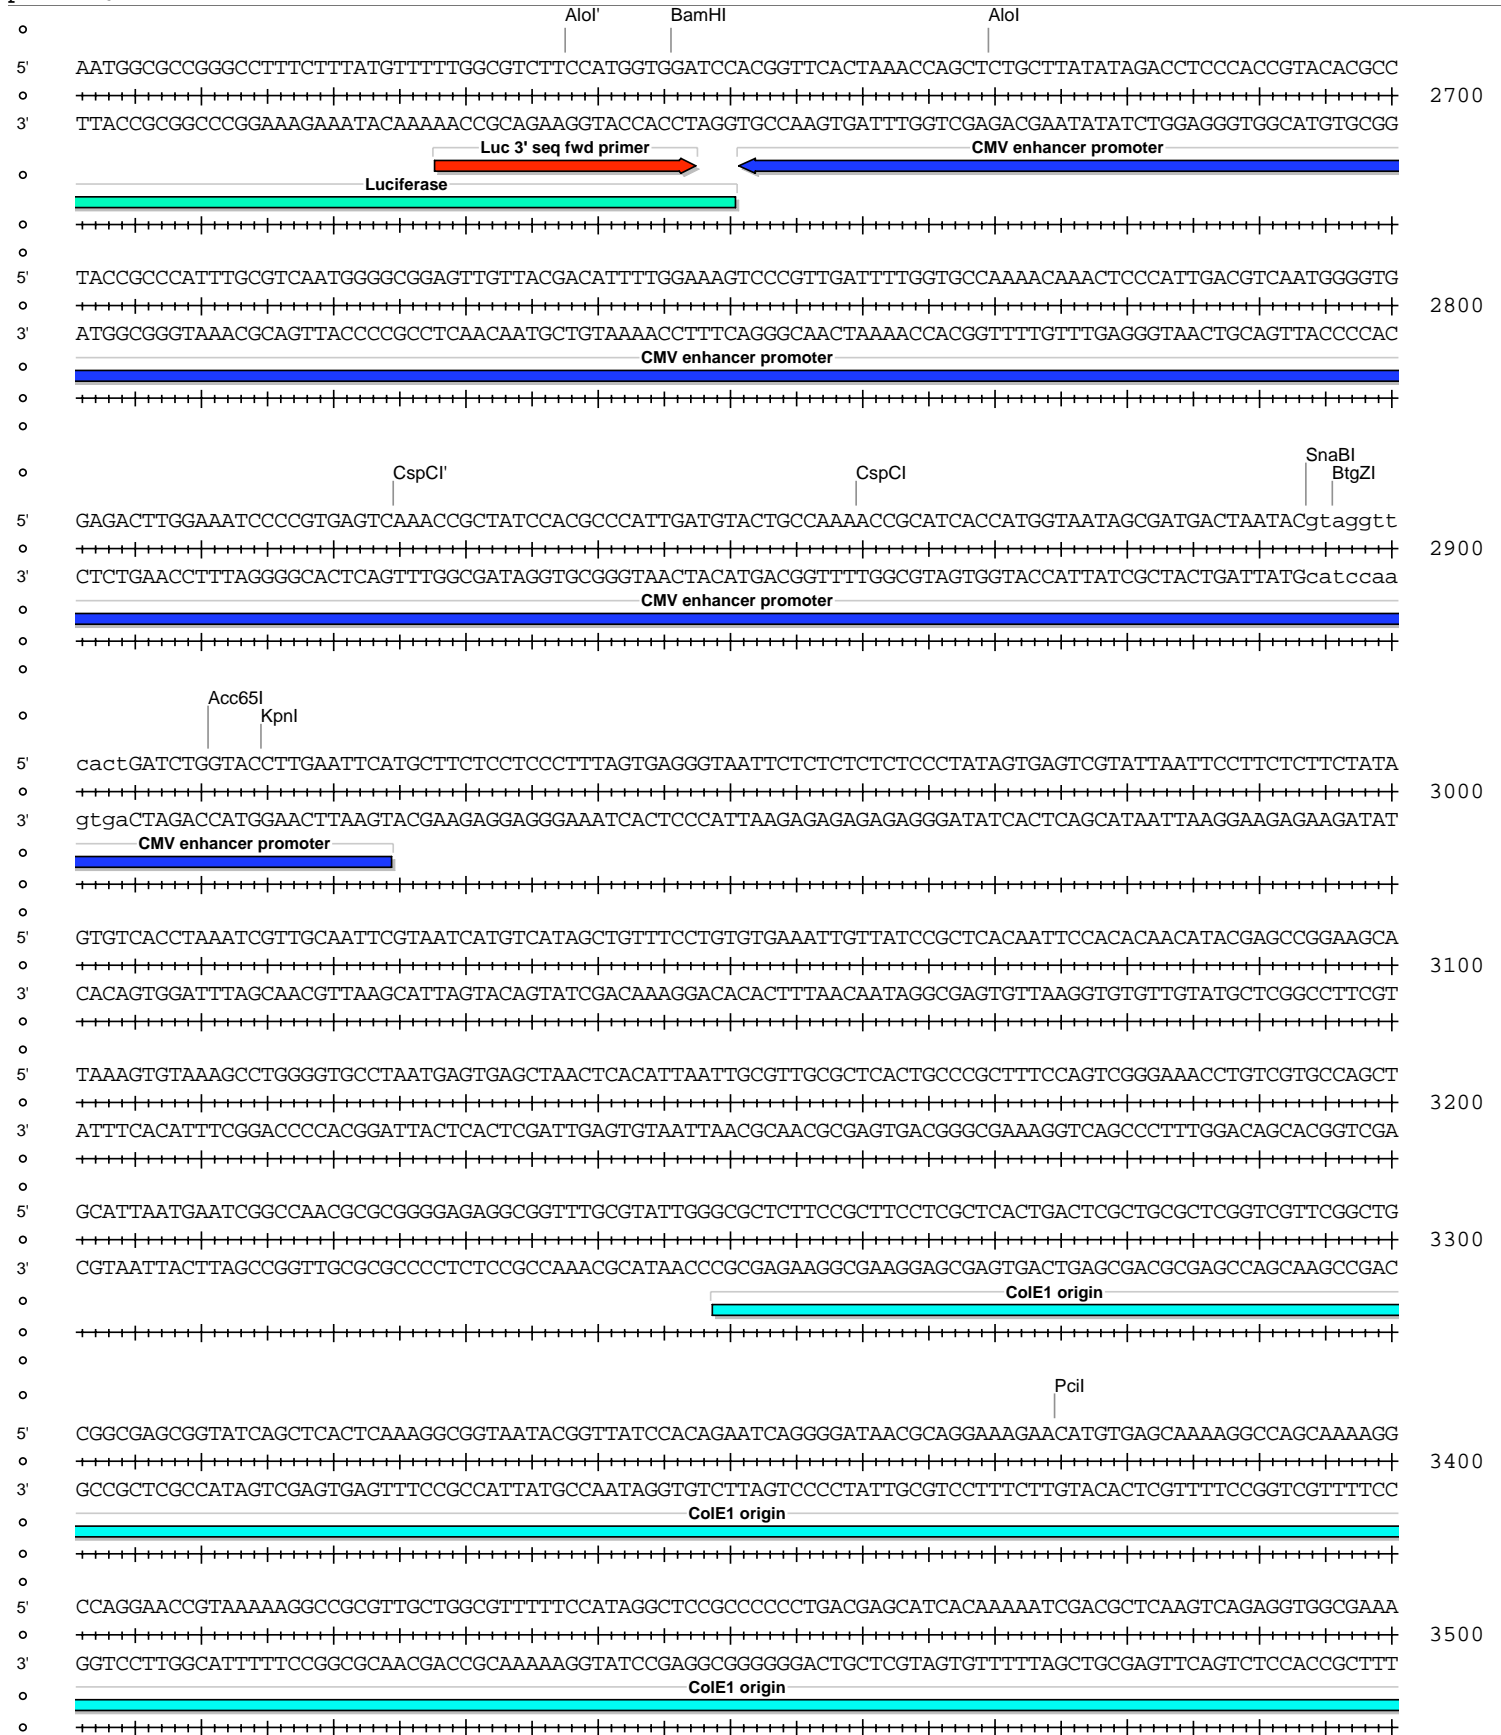 AloI' BamHI AloI
5' AATGGCGCCGGGCCTTTCTTTATGTTTTTGGCGTCTTCCATGGTGGATCCACGGTTCACTAAACCAGCTCTGCTTATATAGACCTCCCACCGTACACGCC
2700
3' TTACCGCGGCCCGGAAAGAAATACAAAAACCGCAGAAGGTACCACCTAGGTGCCAAGTGATTTGGTCGAGACGAATATATCTGGAGGGTGGCATGTGCGG
Luc 3' seq fwd primer CMV enhancer promoter
Luciferase
5' TACCGCCCATTTGCGTCAATGGGGCGGAGTTGTTACGACATTTTGGAAAGTCCCGTTGATTTTGGTGCCAAAACAAACTCCCATTGACGTCAATGGGGTG
2800
3' ATGGCGGGTAAACGCAGTTACCCCGCCTCAACAATGCTGTAAAACCTTTCAGGGCAACTAAAACCACGGTTTTGTTTGAGGGTAACTGCAGTTACCCCAC
CMV enhancer promoter
CspCI' CspCI SnaBI BtgZI
5' GAGACTTGGAAATCCCCGTGAGTCAAACCGCTATCCACGCCCATTGATGTACTGCCAAAACCGCATCACCATGGTAATAGCGATGACTAATACgtaggtt
2900
3' CTCTGAACCTTTAGGGGCACTCAGTTTGGCGATAGGTGCGGGTAACTACATGACGGTTTTGGCGTAGTGGTACCATTATCGCTACTGATTATGcatccaa
CMV enhancer promoter
Acc65I KpnI
5' cactGATCTGGTACCTTGAATTCATGCTTCTCCTCCCTTTAGTGAGGGTAATTCTCTCTCTCTCCCTATAGTGAGTCGTATTAATTCCTTCTCTTCTATA
3000
3' gtgaCTAGACCATGGAACTTAAGTACGAAGAGGAGGGAAATCACTCCCATTAAGAGAGAGAGAGGGATATCACTCAGCATAATTAAGGAAGAGAAGATAT
CMV enhancer promoter
5' GTGTCACCTAAATCGTTGCAATTCGTAATCATGTCATAGCTGTTTCCTGTGTGAAATTGTTATCCGCTCACAATTCCACACAACATACGAGCCGGAAGCA
3100
3' CACAGTGGATTTAGCAACGTTAAGCATTAGTACAGTATCGACAAAGGACACACTTTAACAATAGGCGAGTGTTAAGGTGTGTTGTATGCTCGGCCTTCGT
5' TAAAGTGTAAAGCCTGGGGTGCCTAATGAGTGAGCTAACTCACATTAATTGCGTTGCGCTCACTGCCCGCTTTCCAGTCGGGAAACCTGTCGTGCCAGCT
3200
3' ATTTCACATTTCGGACCCCACGGATTACTCACTCGATTGAGTGTAATTAACGCAACGCGAGTGACGGGCGAAAGGTCAGCCCTTTGGACAGCACGGTCGA
5' GCATTAATGAATCGGCCAACGCGCGGGGAGAGGCGGTTTGCGTATTGGGCGCTCTTCCGCTTCCTCGCTCACTGACTCGCTGCGCTCGGTCGTTCGGCTG
3300
3' CGTAATTACTTAGCCGGTTGCGCGCCCCTCTCCGCCAAACGCATAACCCGCGAGAAGGCGAAGGAGCGAGTGACTGAGCGACGCGAGCCAGCAAGCCGAC
ColE1 origin
PciI
5' CGGCGAGCGGTATCAGCTCACTCAAAGGCGGTAATACGGTTATCCACAGAATCAGGGGATAACGCAGGAAAGAACATGTGAGCAAAAGGCCAGCAAAAGG
3400
3' GCCGCTCGCCATAGTCGAGTGAGTTTCCGCCATTATGCCAATAGGTGTCTTAGTCCCCTATTGCGTCCTTTCTTGTACACTCGTTTTCCGGTCGTTTTCC
ColE1 origin
5' CCAGGAACCGTAAAAAGGCCGCGTTGCTGGCGTTTTTCCATAGGCTCCGCCCCCCTGACGAGCATCACAAAAATCGACGCTCAAGTCAGAGGTGGCGAAA
3500
3' GGTCCTTGGCATTTTTCCGGCGCAACGACCGCAAAAAGGTATCCGAGGCGGGGGGACTGCTCGTAGTGTTTTTAGCTGCGAGTTCAGTCTCCACCGCTTT
ColE1 origin